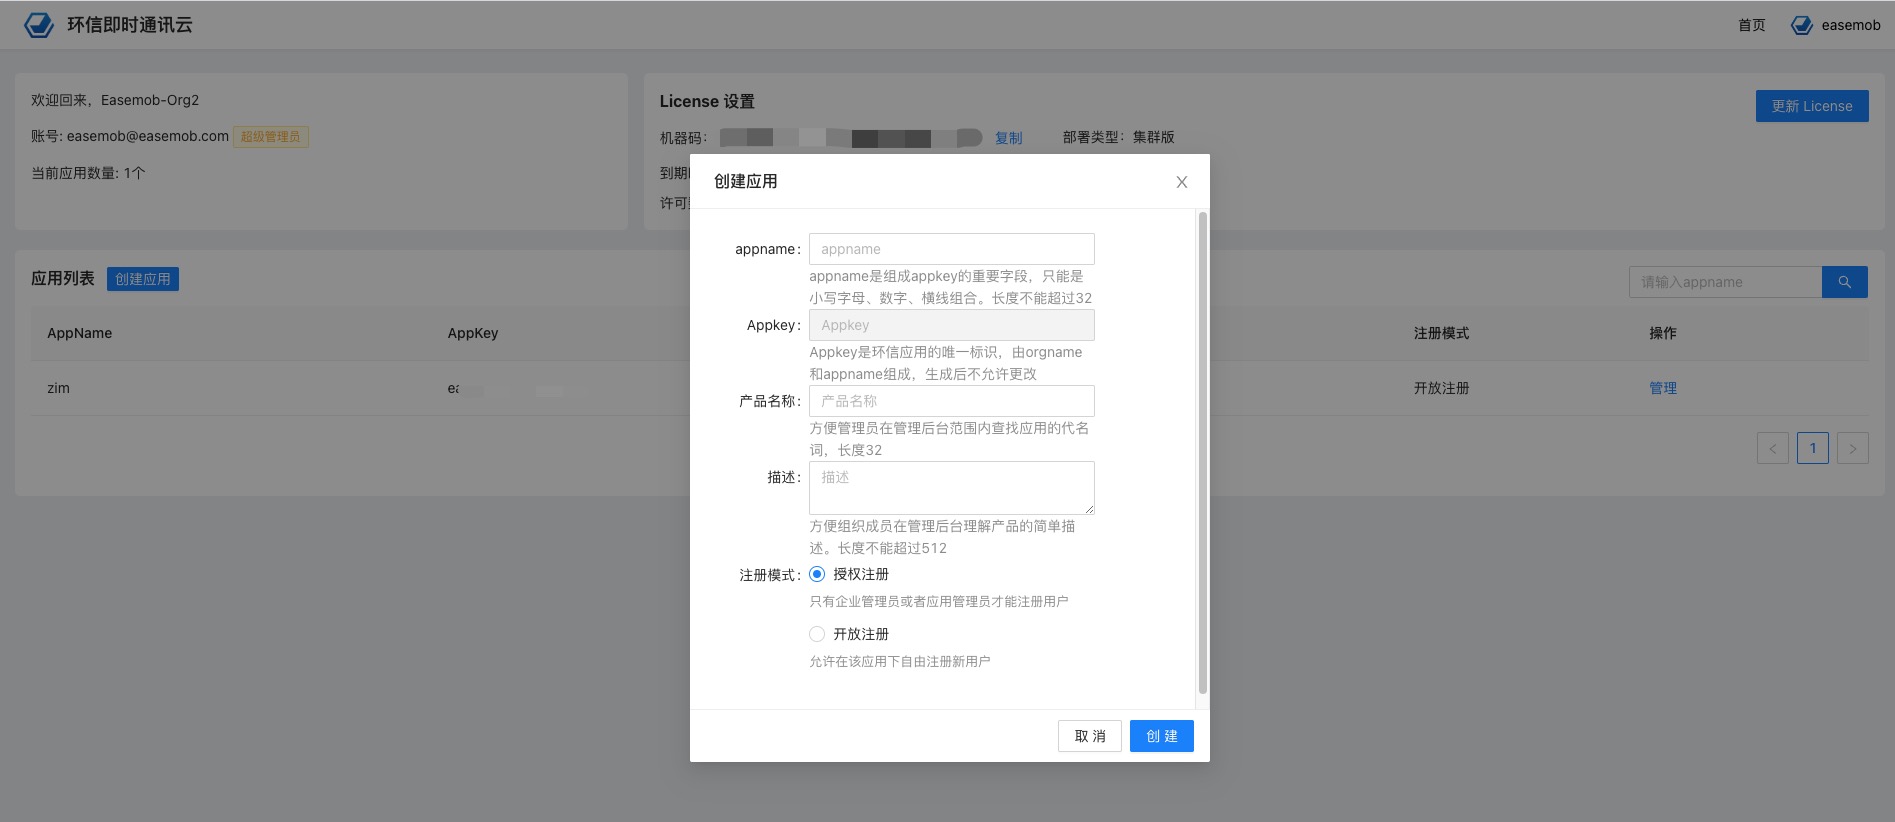 环信即时通讯云
首页
easemob
欢迎回来，Easemob-Org2
账号: easemob@easemob.com 超级管理员
当前应用数量: 1个
License 设置
更新 License
机器码：
复制
部署类型：集群版
到期
许可
应用列表
创建应用
请输入appname
AppName
AppKey
注册模式
操作
zim
ea
开放注册
管理
1
创建应用
appname：
appname
appname是组成appkey的重要字段，只能是
小写字母、数字、横线组合。长度不能超过32
Appkey：
Appkey
Appkey是环信应用的唯一标识，由orgname
和appname组成，生成后不允许更改
产品名称：
产品名称
方便管理员在管理后台范围内查找应用的代名
词，长度32
描述：
描述
方便组织成员在管理后台理解产品的简单描
述。长度不能超过512
注册模式：
授权注册
只有企业管理员或者应用管理员才能注册用户
开放注册
允许在该应用下自由注册新用户
取 消
创 建